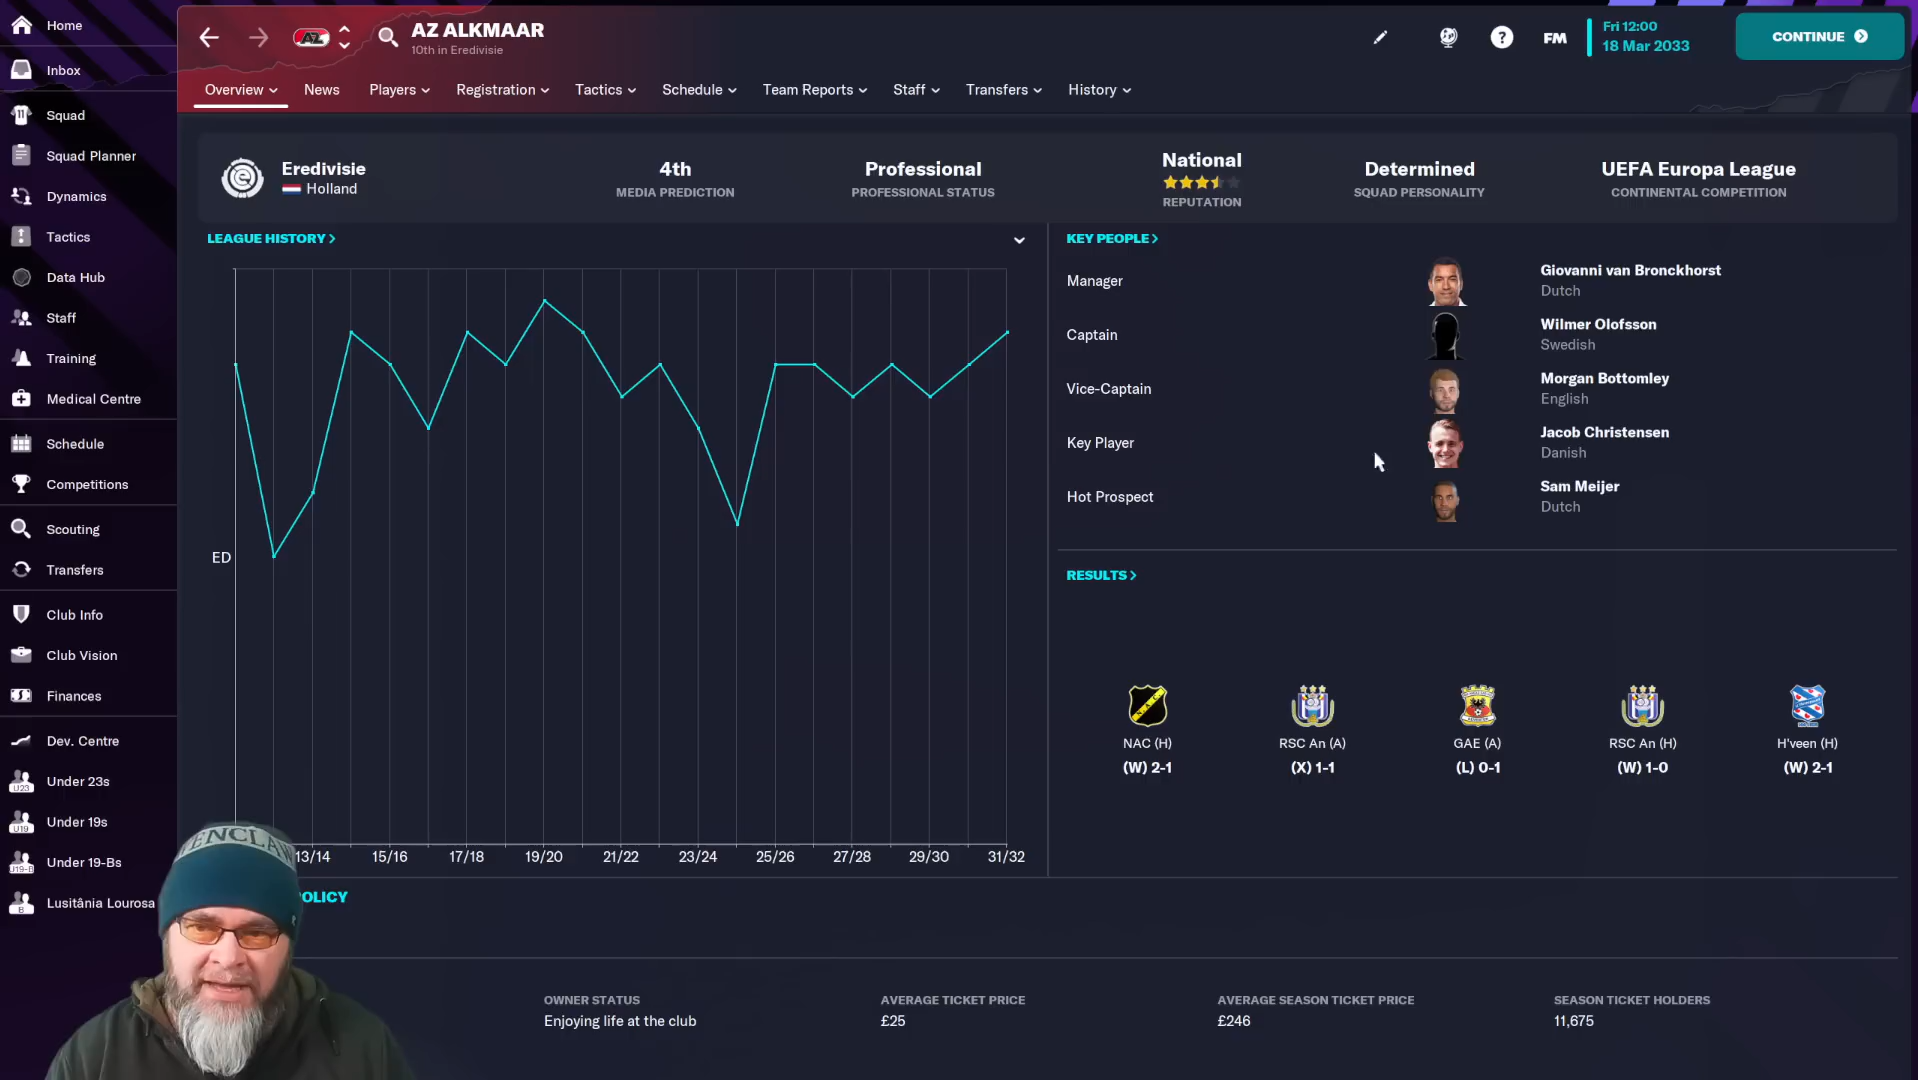 Home
Inbox
Squad
Squad Planner
Dynamics
Tactics
Data Hub
Staff
Training
Medical Centre
Schedule
Competitions
Scouting
Transfers
Club Info
Club Vision
Finances
Dev. Centre
U23
Under 23s
U19
Under 19s
U19-B
Under 19-Bs
B
Lusitânia Lourosa
AZ
AZ ALKMAAR
10th in Eredivisie
?
FM
Fri 12:00
18 Mar 2033
CONTINUE
Overview
News
Players
Registration
Tactics
Schedule
Team Reports
Staff
Transfers
History
Eredivisie
Holland
4th
MEDIA PREDICTION
Professional
PROFESSIONAL STATUS
National
REPUTATION
Determined
SQUAD PERSONALITY
UEFA Europa League
CONTINENTAL COMPETITION
LEAGUE HISTORY >
ED
13/14 15/16 17/18 19/20 21/22 23/24 25/26 27/28 29/30 31/32
KEY PEOPLE >
Manager
Giovanni van Bronckhorst
Dutch
Captain
Wilmer Olofsson
Swedish
Vice-Captain
Morgan Bottomley
English
Key Player
Jacob Christensen
Danish
Hot Prospect
Sam Meijer
Dutch
RESULTS >
NAC (H) RSC An (A) GAE (A) RSC An (H) H'veen (H)
(W) 2-1 (X) 1-1 (L) 0-1 (W) 1-0 (W) 2-1
OLICY
OWNER STATUS
Enjoying life at the club
AVERAGE TICKET PRICE
£25
AVERAGE SEASON TICKET PRICE
£246
SEASON TICKET HOLDERS
11,675